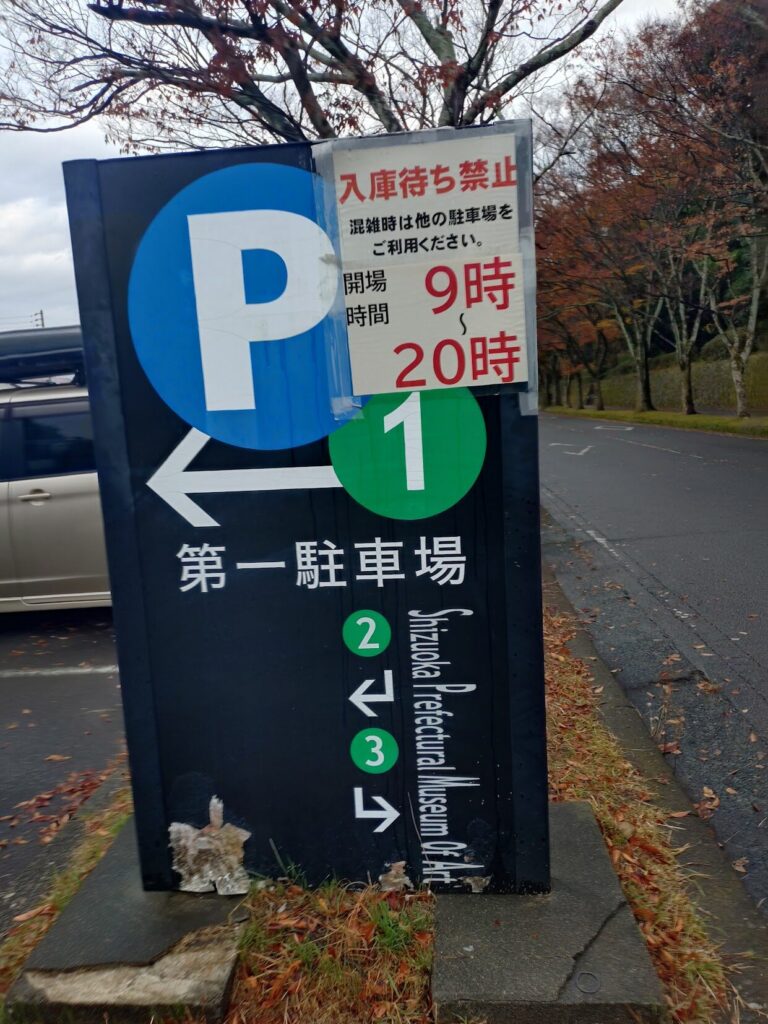 P
入庫待ち禁止
混雑時は他の駐車場を
ご利用ください。
開場
時間
9時
～
20時
1
第一駐車場
2
3
Shizuoka Prefectural Museum Of Art